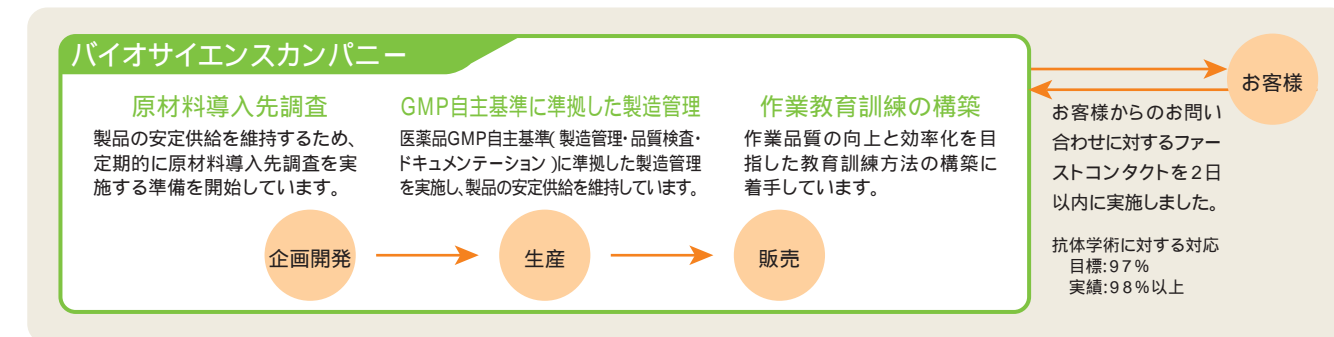 バイオサイエンスカンパニー
原材料導入先調査
製品の安定供給を維持するため、
定期的に原材料導入先調査を実
施する準備を開始しています。
GMP自主基準に準拠した製造管理
医薬品GMP自主基準(製造管理・品質検査・
ドキュメンテーション)に準拠した製造管理
を実施し、製品の安定供給を維持しています。
作業教育訓練の構築
作業品質の向上と効率化を目
指した教育訓練方法の構築に
着手しています。
企画開発
生産
販売
お客様
お客様からのお問い
合わせに対するファー
ストコンタクトを2日
以内に実施しました。
抗体学術に対する対応
目標:97%
実績:98%以上